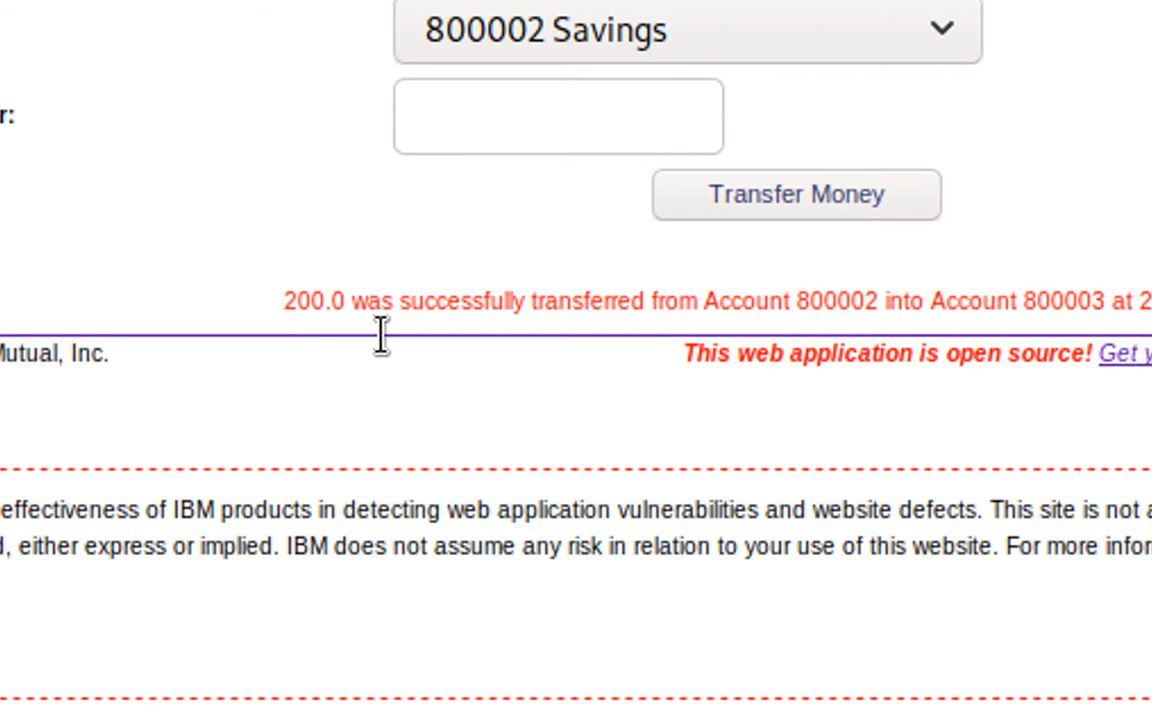 800002 Savings
r:
Transfer Money
200.0 was successfully transferred from Account 800002 into Account 800003 at 2
Mutual, Inc.
This web application is open source! Get y
effectiveness of IBM products in detecting web application vulnerabilities and website defects. This site is not a
d, either express or implied. IBM does not assume any risk in relation to your use of this website. For more infor